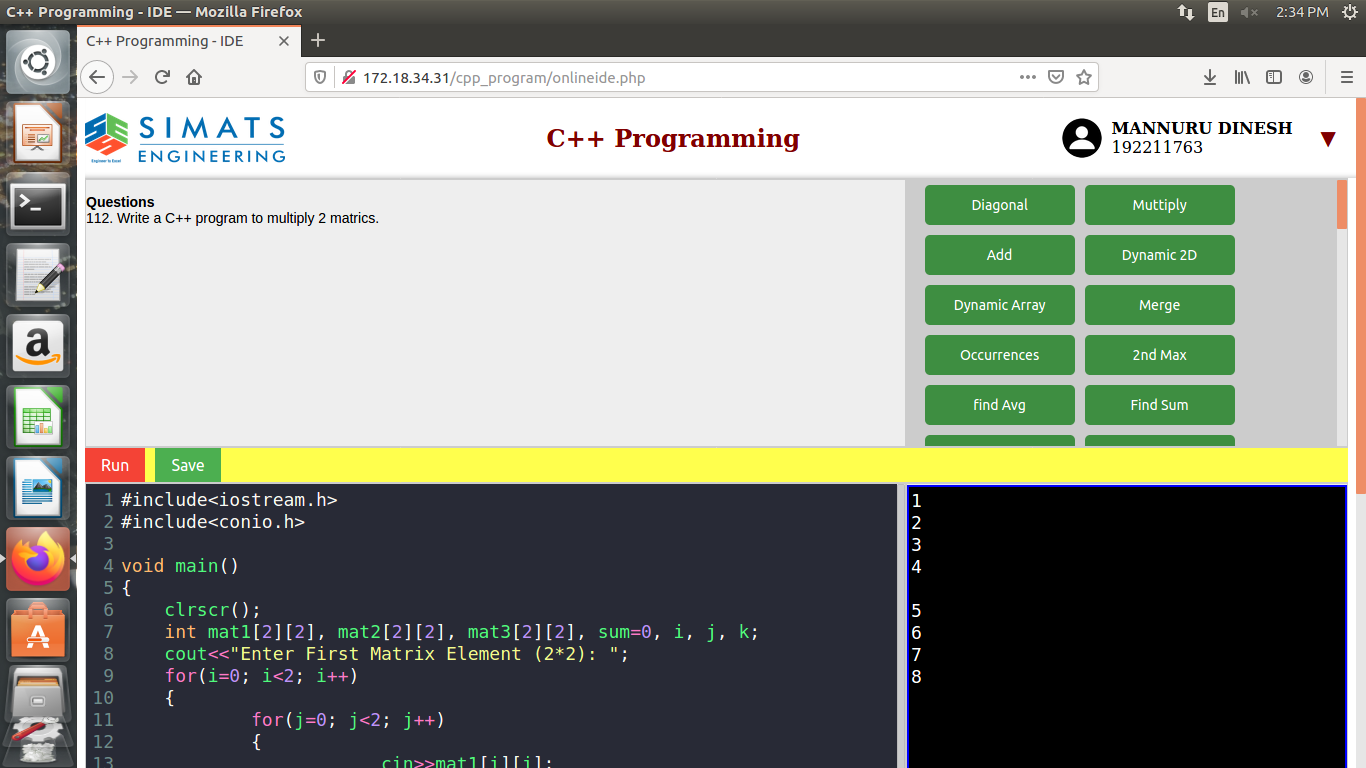 C++ Programming - IDE — Mozilla Firefox
En
2:34 PM
C++ Programming - IDE
172.18.34.31/cpp_program/onlineide.php
SIMATS
ENGINEERING
Engineer to Excel
C++ Programming
MANNURU DINESH
192211763
Questions
112. Write a C++ program to multiply 2 matrics.
Diagonal
Muttiply
Add
Dynamic 2D
Dynamic Array
Merge
Occurrences
2nd Max
find Avg
Find Sum
Run
Save
1 #include<iostream.h>
2 #include<conio.h>
3
4 void main()
5 {
6 clrscr();
7 int mat1[2][2], mat2[2][2], mat3[2][2], sum=0, i, j, k;
8 cout<<"Enter First Matrix Element (2*2): ";
9 for(i=0; i<2; i++)
10 {
11 for(j=0; j<2; j++)
12 {
13 cin>>mat1[i][j];
1
2
3
4
5
6
7
8